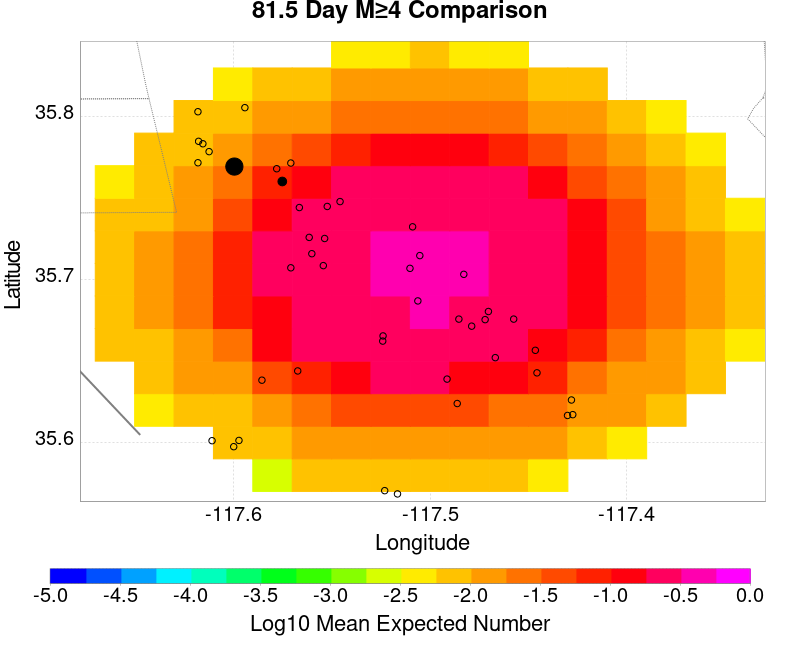 81.5 Day M≥4 Comparison
35.8
35.7
35.6
Latitude
-117.6 -117.5 -117.4
Longitude
-5.0 -4.5 -4.0 -3.5 -3.0 -2.5 -2.0 -1.5 -1.0 -0.5 0.0
Log10 Mean Expected Number